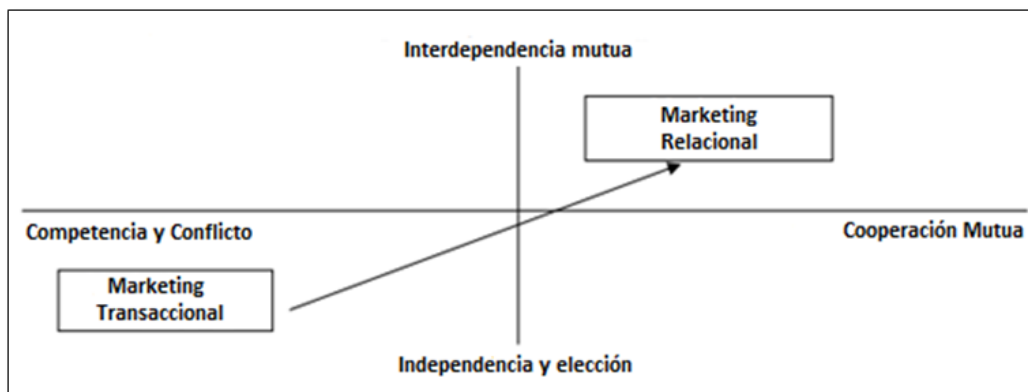 Interdependencia mutua
Marketing
Relacional
Competencia y Conflicto
Cooperación Mutua
Marketing
Transaccional
Independencia y elección